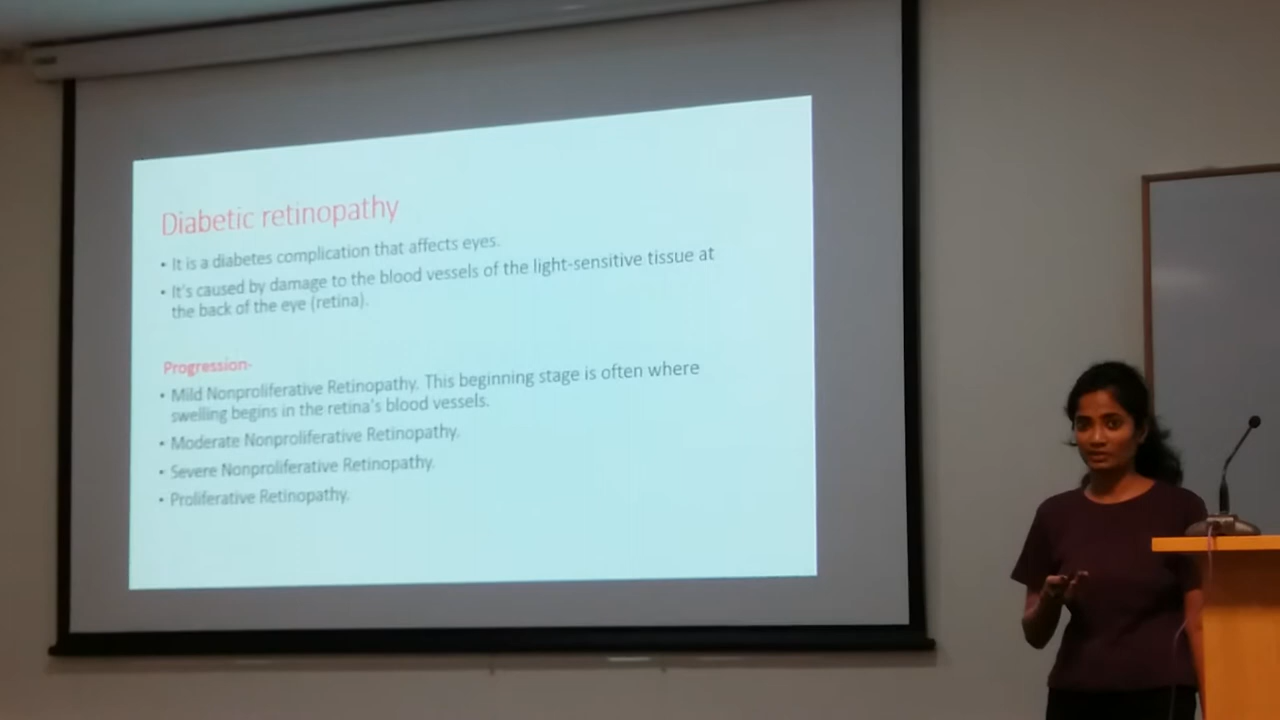 Diabetic retinopathy
• It is a diabetes complication that affects eyes.
• It's caused by damage to the blood vessels of the light-sensitive tissue at
the back of the eye (retina).
Progression-
• Mild Nonproliferative Retinopathy. This beginning stage is often where
swelling begins in the retina's blood vessels.
• Moderate Nonproliferative Retinopathy.
• Severe Nonproliferative Retinopathy.
• Proliferative Retinopathy.